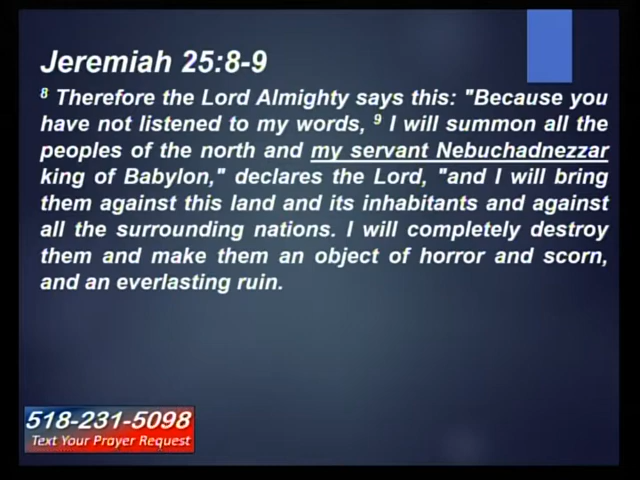 Jeremiah 25:8-9
8 Therefore the Lord Almighty says this: "Because you
have not listened to my words, 9 I will summon all the
peoples of the north and my servant Nebuchadnezzar
king of Babylon," declares the Lord, "and I will bring
them against this land and its inhabitants and against
all the surrounding nations. I will completely destroy
them and make them an object of horror and scorn,
and an everlasting ruin.
518-231-5098
Text Your Prayer Request